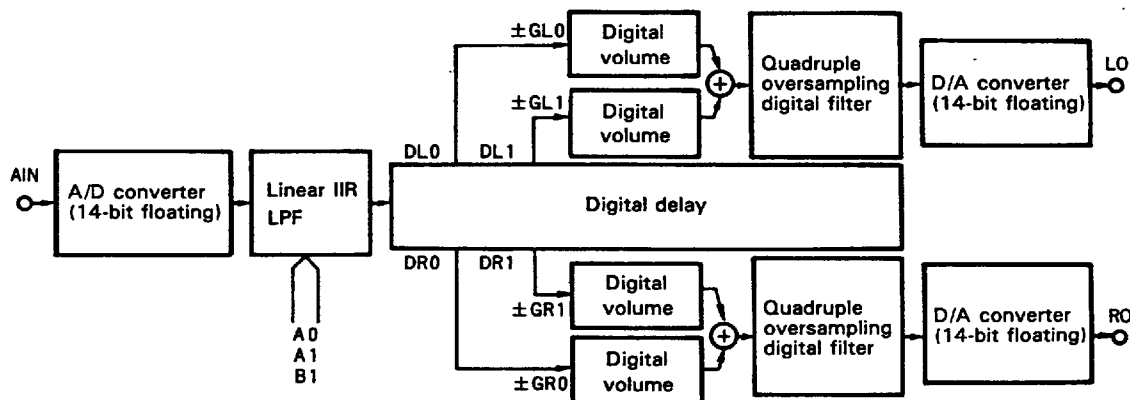 ±GL0
Digital
volume
±GL1
Digital
volume
+
Quadruple
oversampling
digital filter
D/A converter
(14-bit floating)
LO
AIN
A/D converter
(14-bit floating)
Linear IIR
LPF
A0
A1
B1
DL0 DL1
Digital delay
DR0 DR1
±GR1
Digital
volume
±GR0
Digital
volume
+
Quadruple
oversampling
digital filter
D/A converter
(14-bit floating)
RO